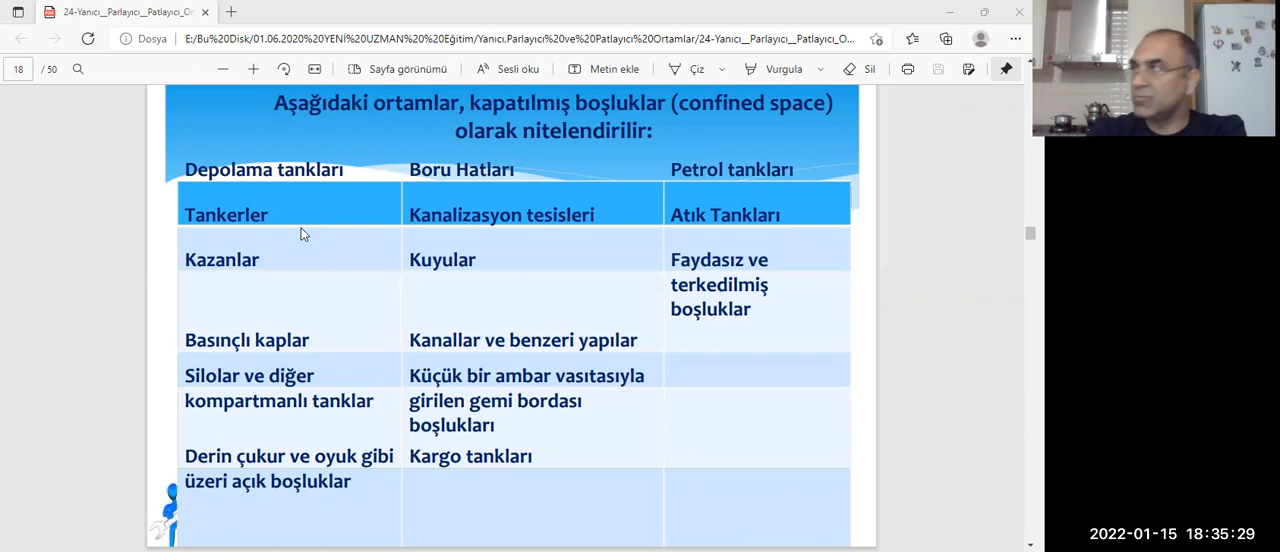 24-Yanıcı__Parlayıcı__Patlayıcı_Or
Dosya
E:/Bu%20Disk/01.06.2020%20YENİ%20UZMAN%20%20Eğitim/Yanıcı,Parlayıcı%20ve%20Patlayıcı%20Ortamlar/24-Yanıcı__Parlayıcı__Patlayıcı_O...
18 / 50
Sayfa görünümü
Sesli oku
Metin ekle
Çiz
Vurgula
Sil
Aşağıdaki ortamlar, kapatılmış boşluklar (confined space)
olarak nitelendirilir:
Depolama tankları Boru Hatları Petrol tankları
Tankerler Kanalizasyon tesisleri Atık Tankları
Kazanlar Kuyular Faydasız ve
terkedilmiş
boşluklar
Basınçlı kaplar Kanallar ve benzeri yapılar
Silolar ve diğer Küçük bir ambar vasıtasıyla
kompartmanlı tanklar girilen gemi bordası
boşlukları
Derin çukur ve oyuk gibi Kargo tankları
üzeri açık boşluklar
2022-01-15 18:35:29